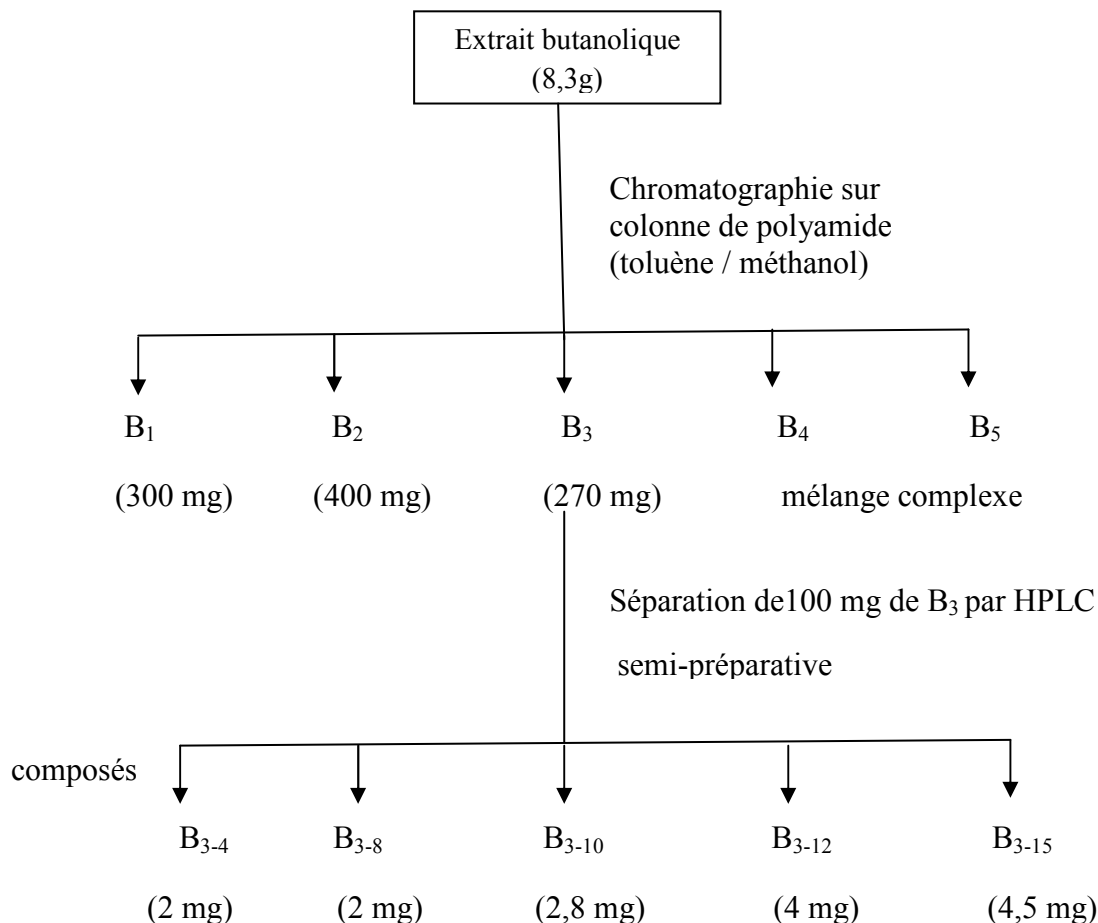 Extrait butanolique
(8,3g)
Chromatographie sur
colonne de polyamide
(toluène / méthanol)
B₁ B₂ B₃ B₄ B₅
(300 mg) (400 mg) (270 mg) mélange complexe
Séparation de100 mg de B₃ par HPLC
semi-préparative
composés
B₃₋₄ B₃₋₈ B₃₋₁₀ B₃₋₁₂ B₃₋₁₅
(2 mg) (2 mg) (2,8 mg) (4 mg) (4,5 mg)